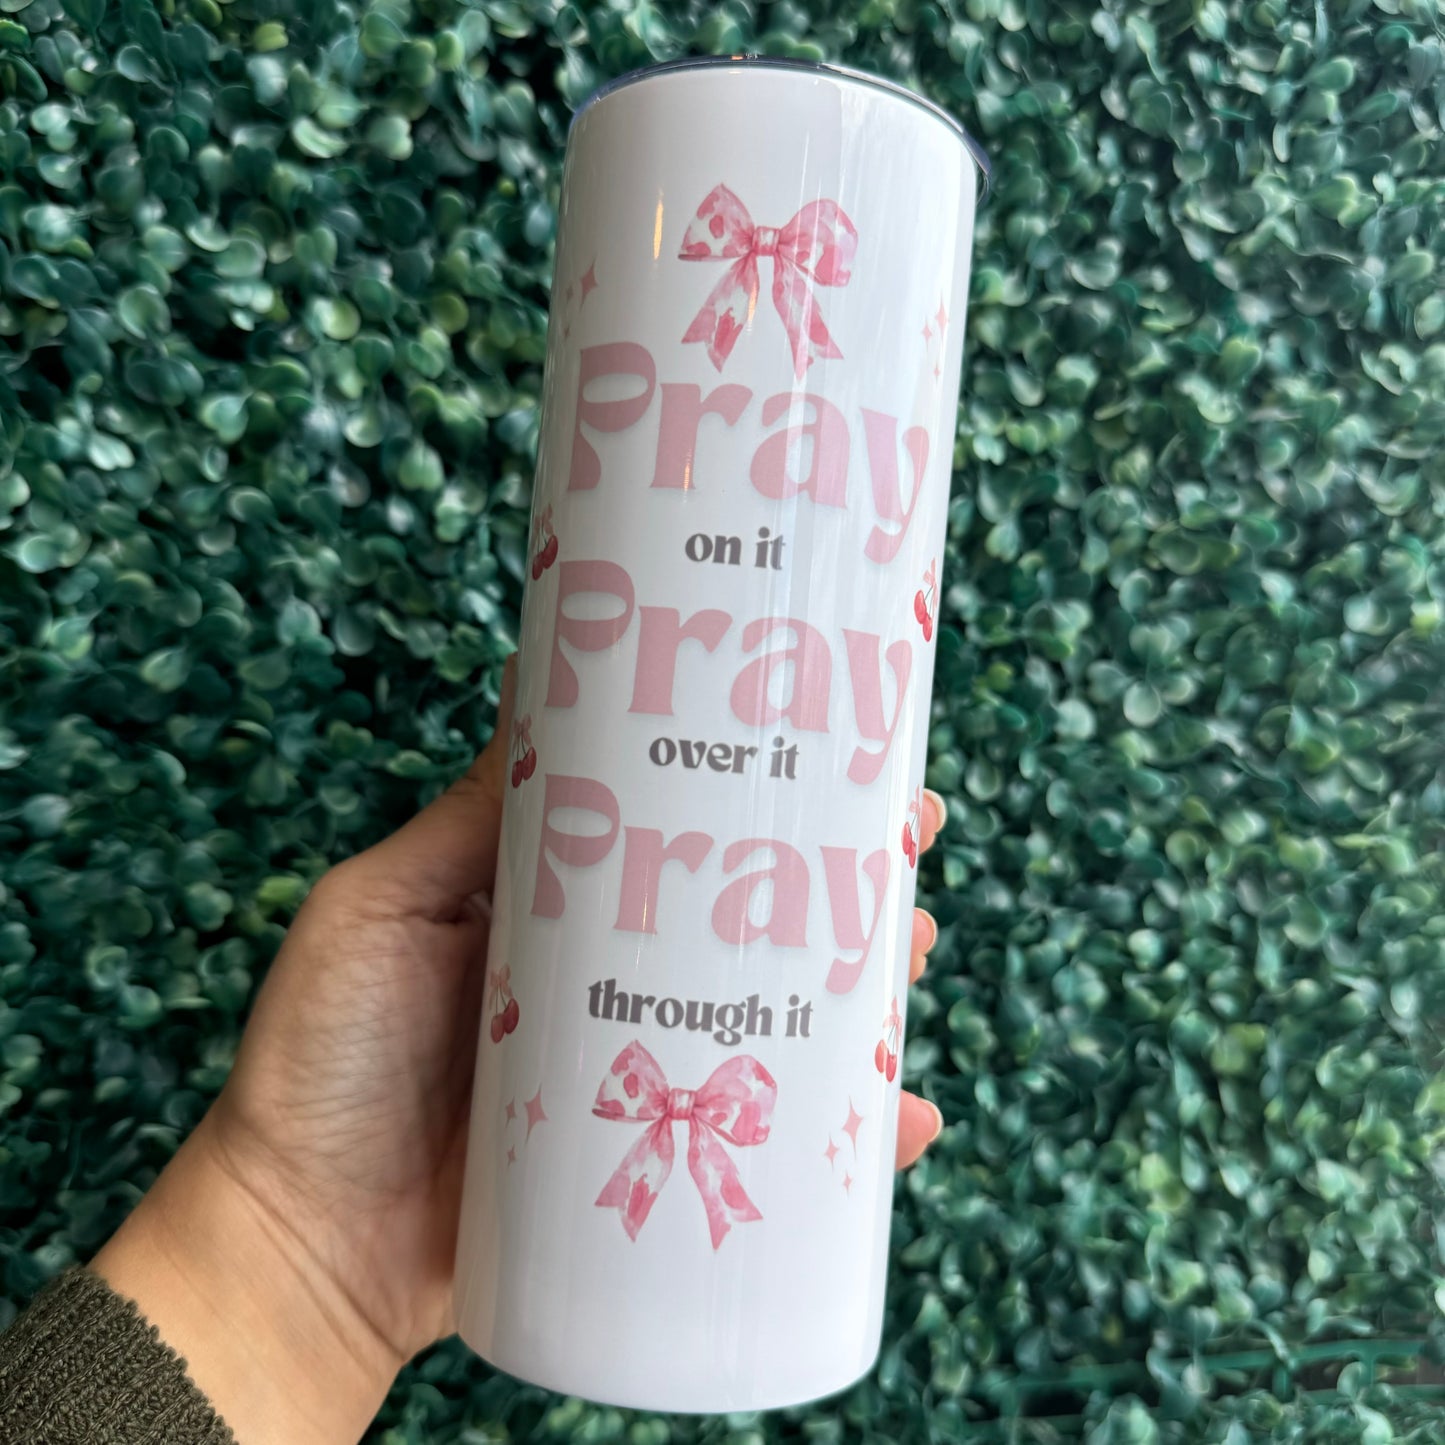 Pray
on it
Pray
over it
Pray
through it